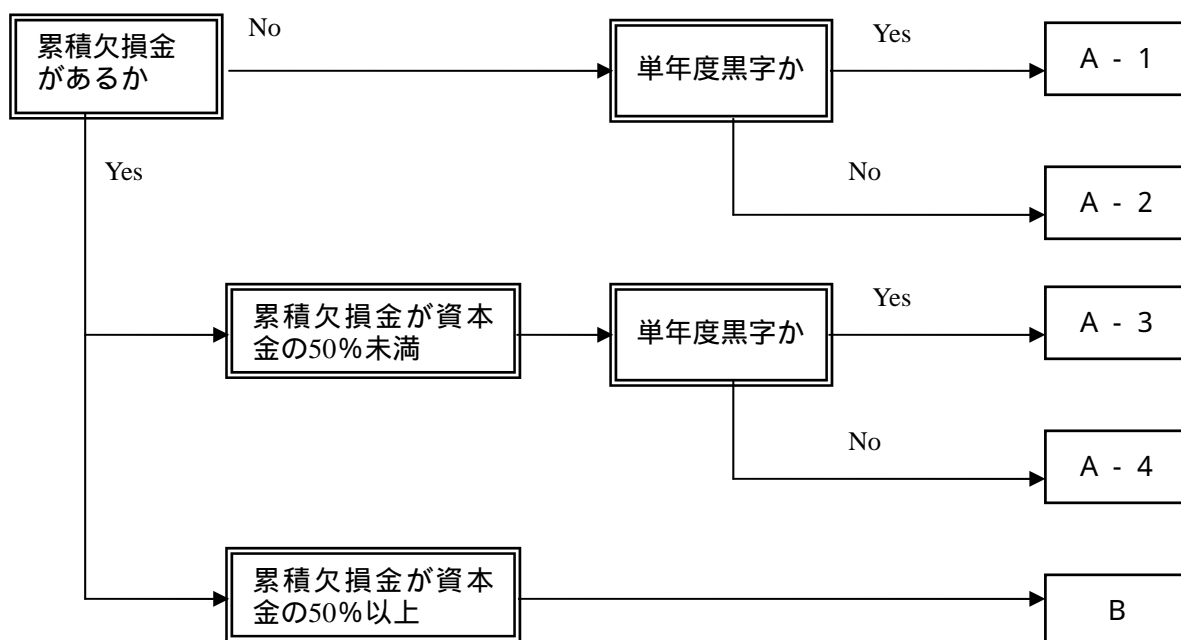 累積欠損金
があるか
No
単年度黒字か
Yes
A - 1
Yes
No
A - 2
累積欠損金が資本
金の50%未満
単年度黒字か
Yes
A - 3
No
A - 4
累積欠損金が資本
金の50%以上
B